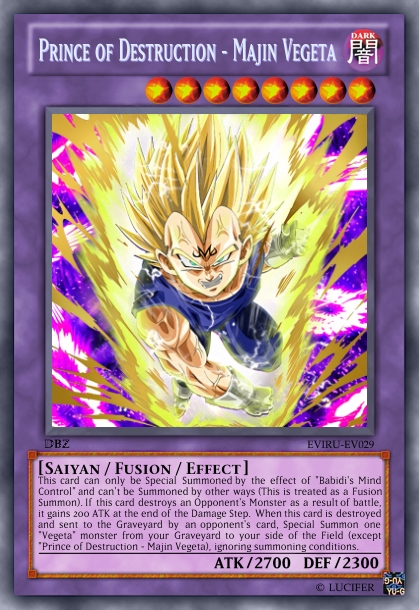 Prince of Destruction - Majin Vegeta
DARK
闇
DBZ
EVIRU-EV029
[Saiyan / Fusion / Effect]
This card can only be Special Summoned by the effect of "Babidi's Mind
Control" and can't be Summoned by other ways (This is treated as a Fusion
Summon). If this card destroys an Opponent's Monster as a result of battle,
it gains 200 ATK at the end of the Damage Step. When this card is destroyed
and sent to the Graveyard by an opponent's card, Special Summon one
"Vegeta" monster from your Graveyard to your side of the Field (except
"Prince of Destruction - Majin Vegeta), ignoring summoning conditions.
ATK/2700 DEF/2300
© LUCIFER
YU-G